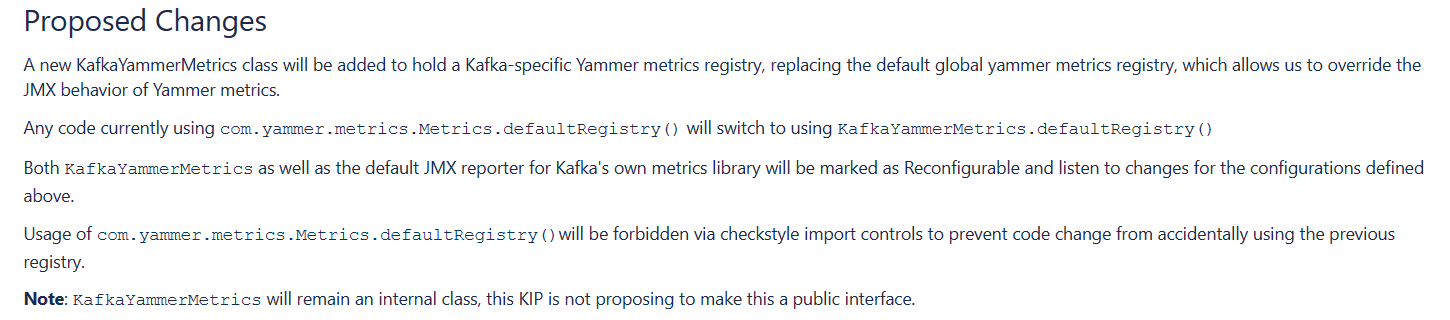 Proposed Changes
A new KafkaYammerMetrics class will be added to hold a Kafka-specific Yammer metrics registry, replacing the default global yammer metrics registry, which allows us to override the
JMX behavior of Yammer metrics.
Any code currently using com.yammer.metrics.Metrics.defaultRegistry() will switch to using KafkaYammerMetrics.defaultRegistry()
Both KafkaYammerMetrics as well as the default JMX reporter for Kafka's own metrics library will be marked as Reconfigurable and listen to changes for the configurations defined
above.
Usage of com.yammer.metrics.Metrics.defaultRegistry()will be forbidden via checkstyle import controls to prevent code change from accidentally using the previous
registry.
Note: KafkaYammerMetrics will remain an internal class, this KIP is not proposing to make this a public interface.